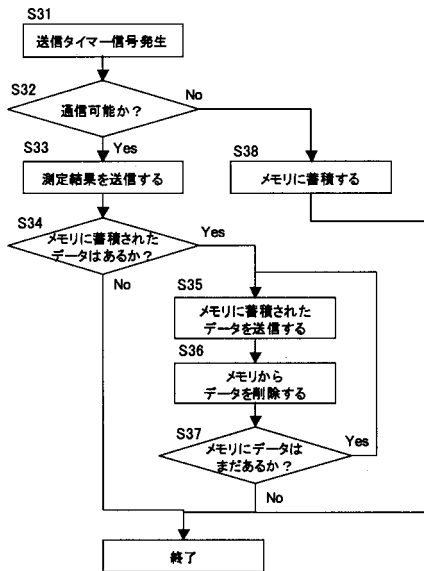 S31
送信タイマー信号発生
S32
通信可能か？
No
Yes
S33
測定結果を送信する
S38
メモリに蓄積する
S34
メモリに蓄積された
データはあるか？
Yes
No
S35
メモリに蓄積された
データを送信する
S36
メモリから
データを削除する
S37
メモリにデータは
まだあるか？
Yes
No
終了